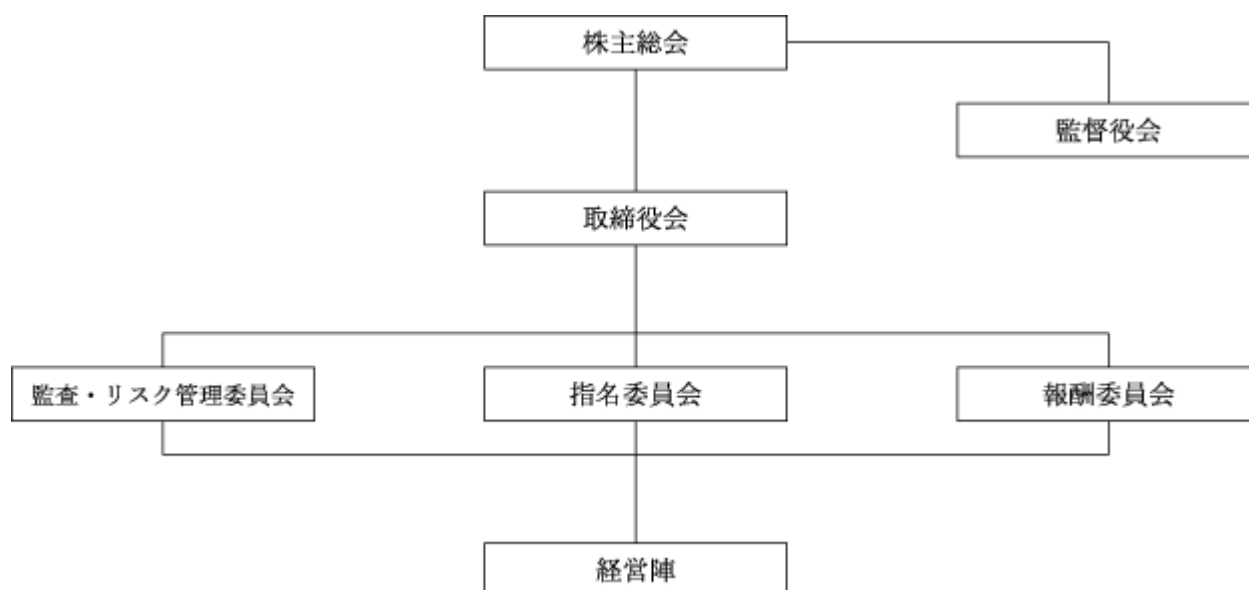 株主総会
監督役会
取締役会
監査・リスク管理委員会
指名委員会
報酬委員会
経営陣